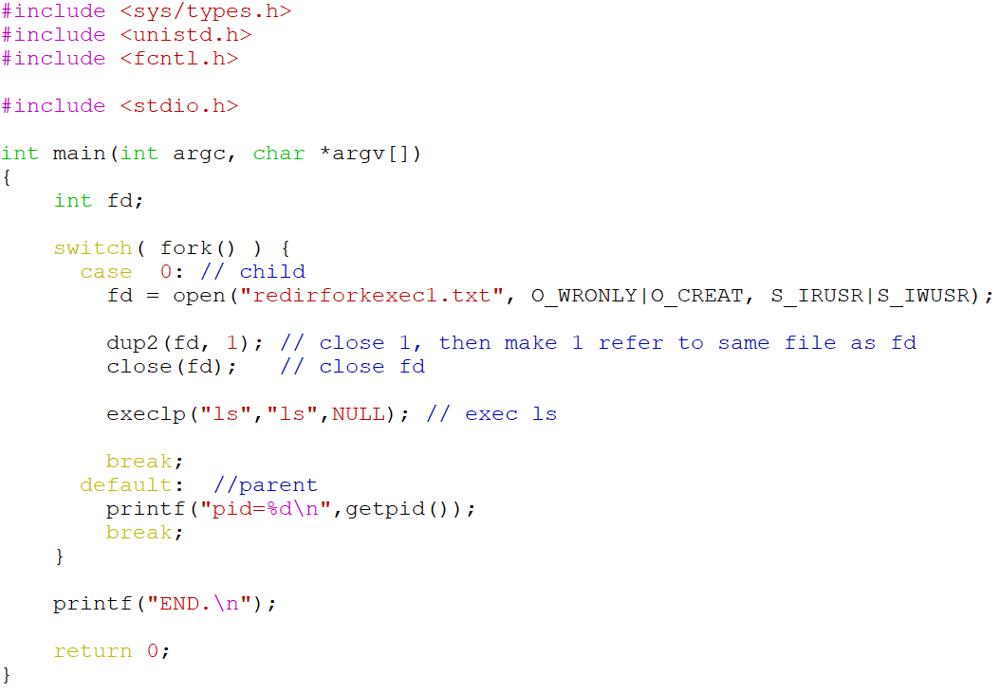 #include <sys/types.h>
#include <unistd.h>
#include <fcntl.h>

#include <stdio.h>

int main(int argc, char *argv[])
{
    int fd;

    switch( fork() ) {
      case  0: // child
        fd = open("redirforkexec1.txt", O_WRONLY|O_CREAT, S_IRUSR|S_IWUSR);

        dup2(fd, 1); // close 1, then make 1 refer to same file as fd
        close(fd);   // close fd

        execlp("ls","ls",NULL); // exec ls

        break;
      default:  //parent
        printf("pid=%d\n",getpid());
        break;
    }

    printf("END.\n");

    return 0;
}